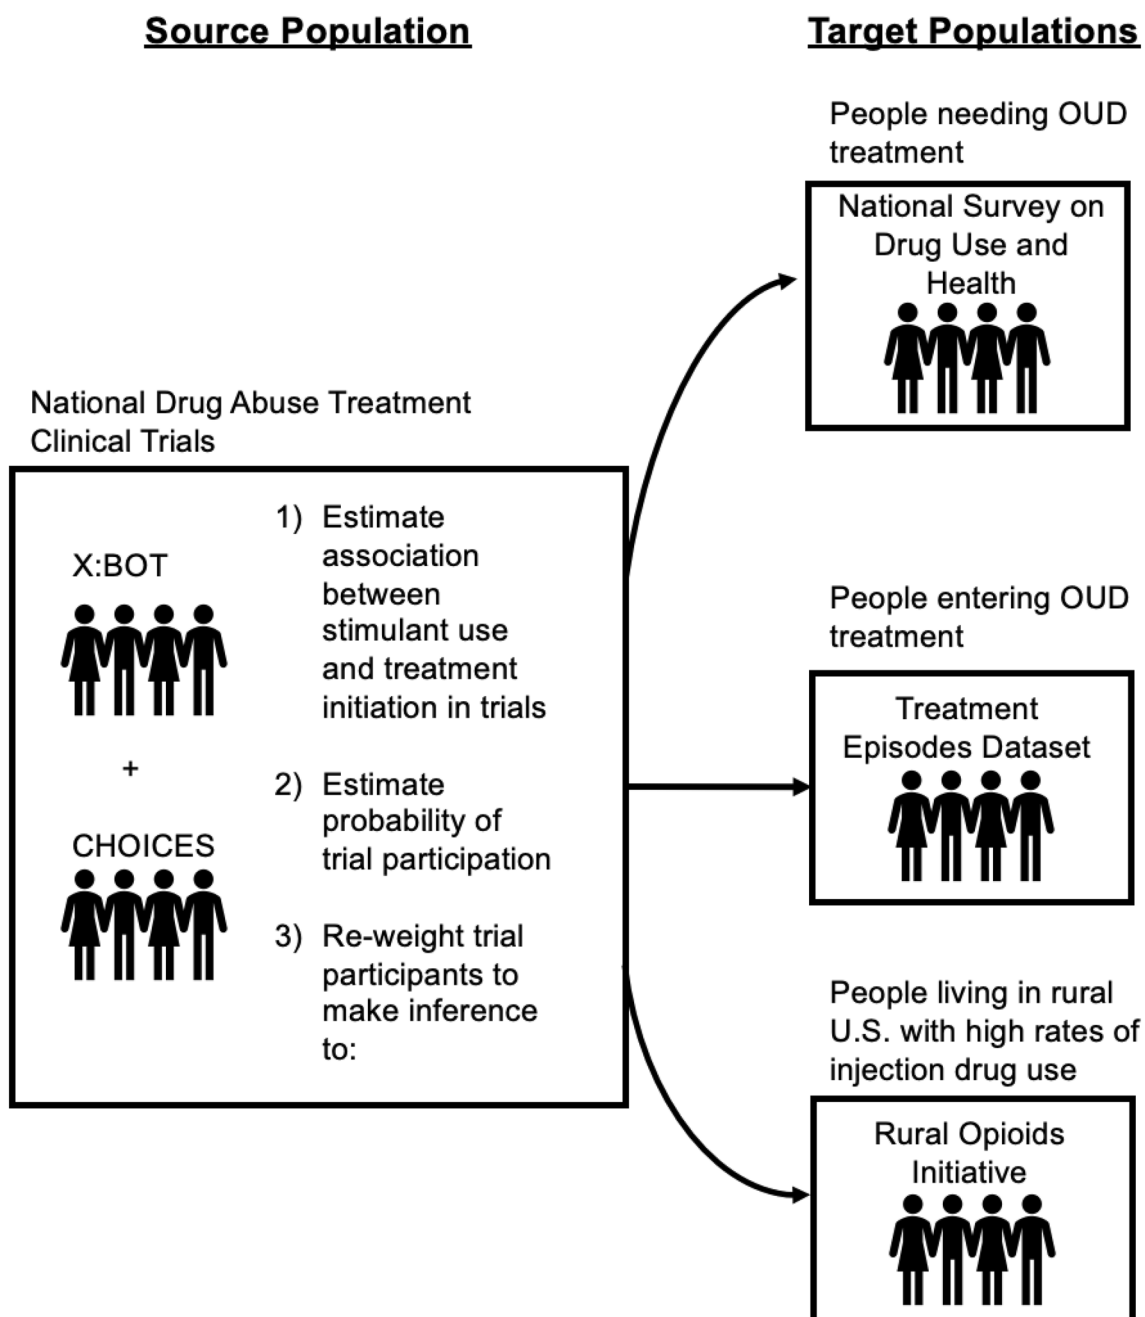 Source Population
Target Populations
People needing OUD
treatment
National Survey on
Drug Use and
Health
National Drug Abuse Treatment
Clinical Trials
X:BOT
+
CHOICES
1) Estimate
association
between
stimulant use
and treatment
initiation in trials
2) Estimate
probability of
trial participation
3) Re-weight trial
participants to
make inference
to:
People entering OUD
treatment
Treatment
Episodes Dataset
People living in rural
U.S. with high rates of
injection drug use
Rural Opioids
Initiative